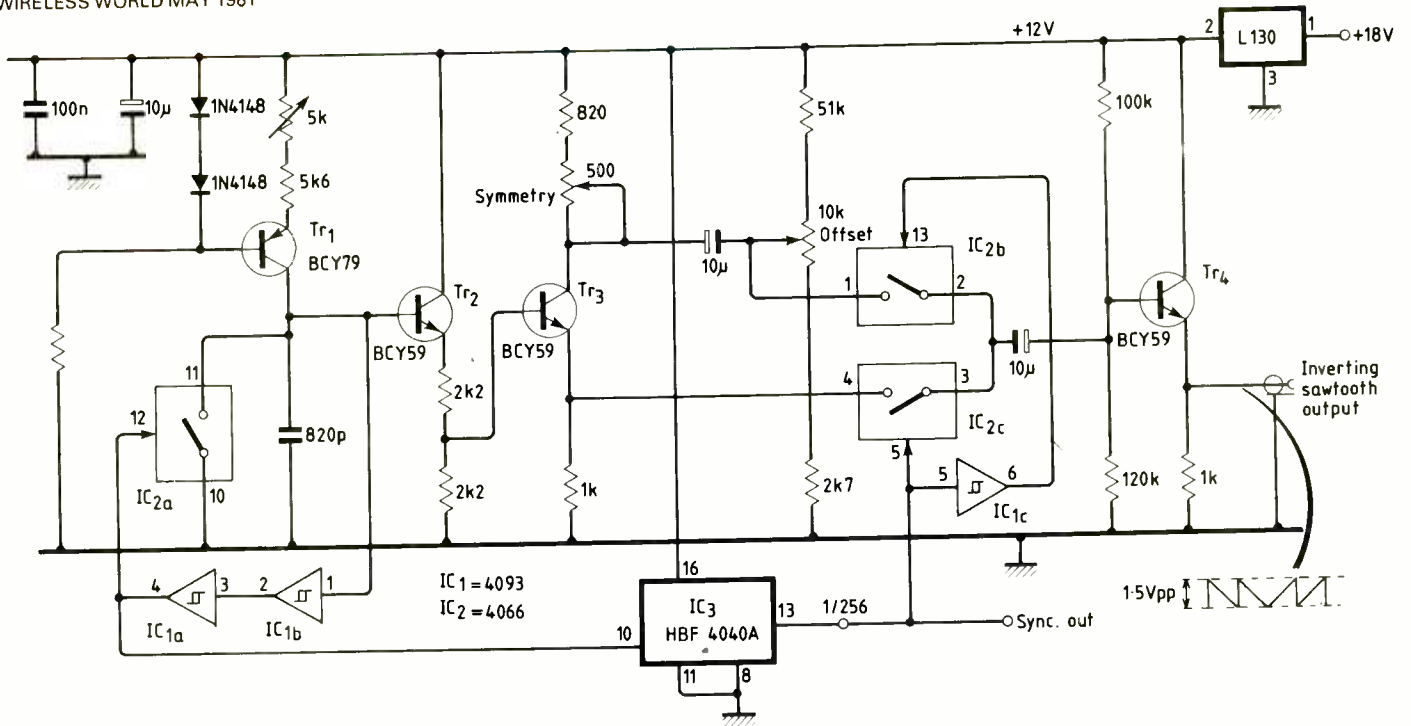 WIRELESS WORLD MAY 1981
+12V
2
L130
1
+18V
3
100n
10μ
1N4148
1N4148
5k
5k6
Tr1
BCY79
820
500
Symmetry
51k
10k
Offset
100k
10μ
13
IC2b
1
2
Tr2
BCY59
Tr3
BCY59
Tr4
BCY59
10μ
11
12
10
IC2a
820p
2k2
2k2
4
3
IC2c
5
5
6
IC1c
1k
2k7
120k
1k
Inverting
sawtooth
output
4
3
2
1
IC1a
IC1b
IC1 = 4093
IC2 = 4066
16
IC3
HBF 4040A
10
13
1/256
Sync. out
11
8
1·5Vpp